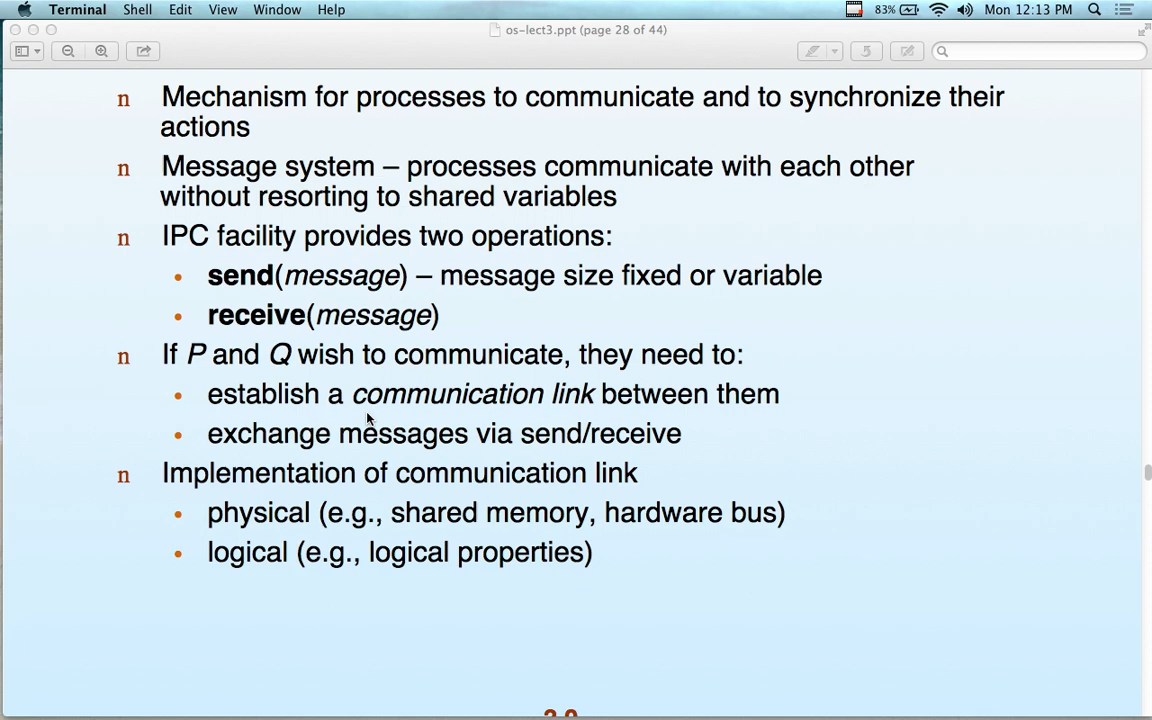 Terminal Shell Edit View Window Help 83% Mon 12:13 PM
os-lect3.ppt (page 28 of 44)
n Mechanism for processes to communicate and to synchronize their
actions
n Message system – processes communicate with each other
without resorting to shared variables
n IPC facility provides two operations:
• send(message) – message size fixed or variable
• receive(message)
n If P and Q wish to communicate, they need to:
• establish a communication link between them
• exchange messages via send/receive
n Implementation of communication link
• physical (e.g., shared memory, hardware bus)
• logical (e.g., logical properties)